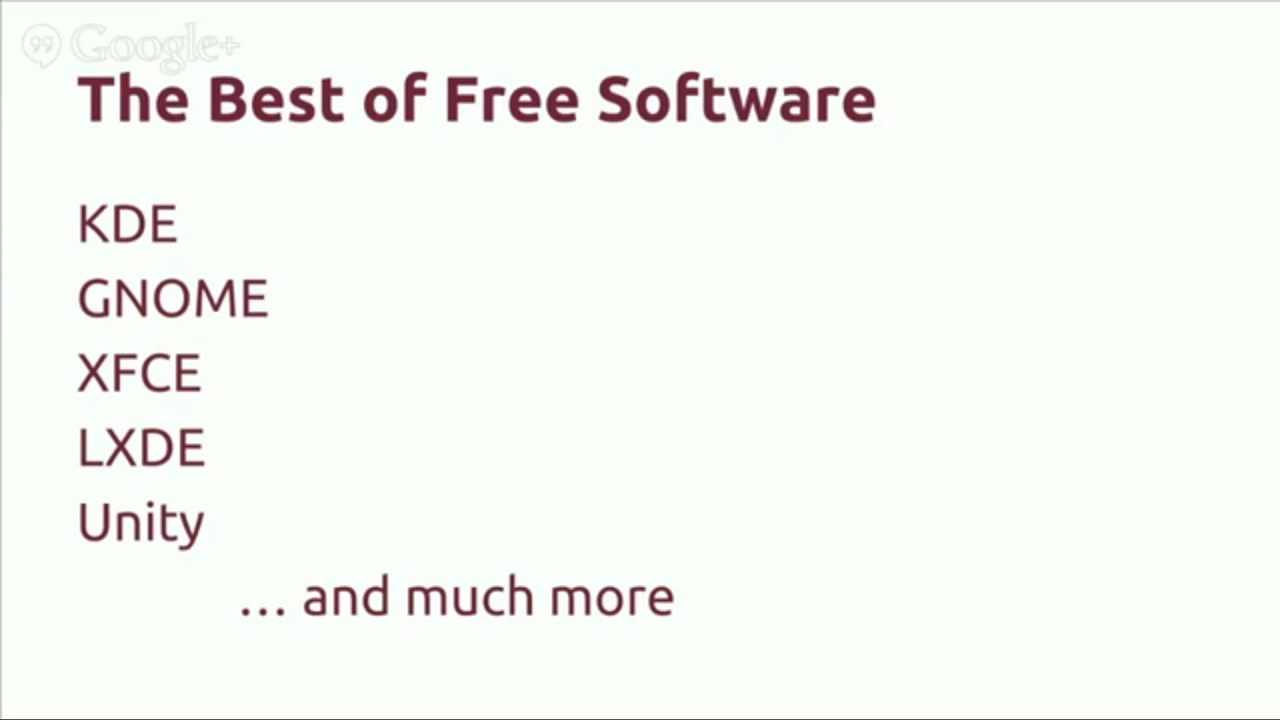 Google+
The Best of Free Software
KDE
GNOME
XFCE
LXDE
Unity
... and much more